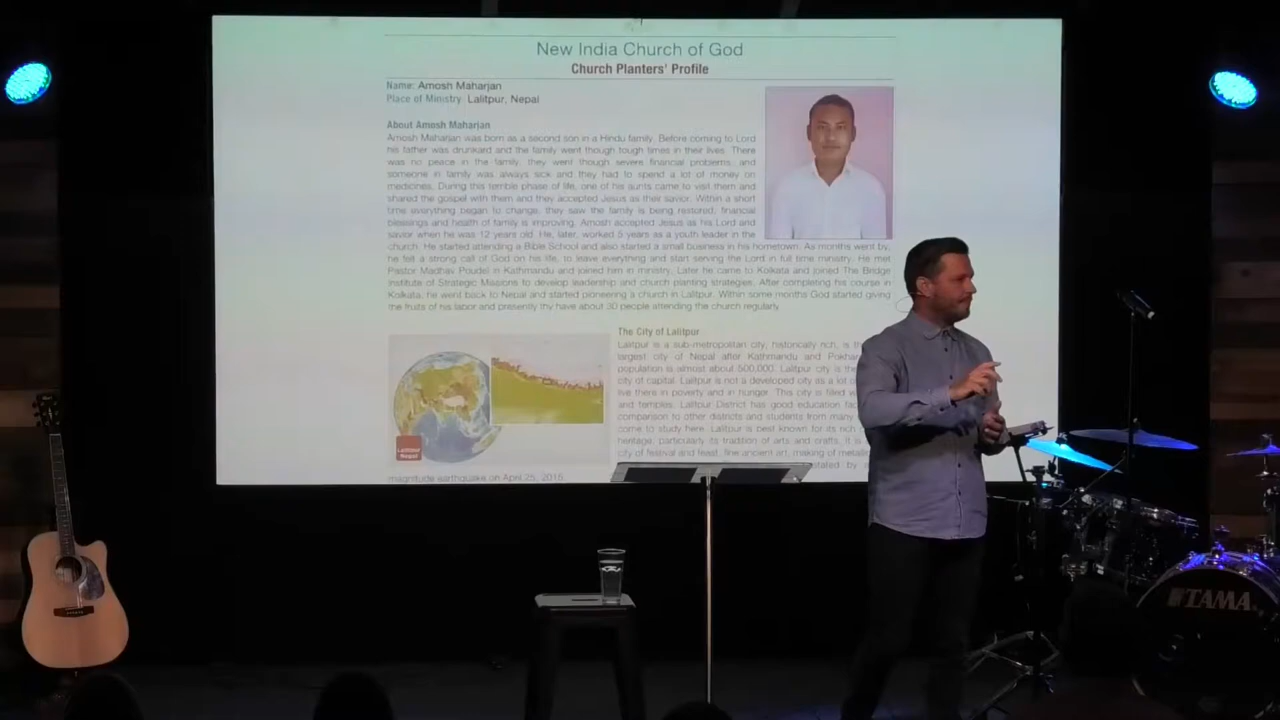 New India Church of God
Church Planters' Profile
Name: Amosh Maharjan
Place of Ministry: Lalitpur, Nepal
About Amosh Maharjan
Amosh Maharjan was born as a second son in a Hindu family. Before coming to Lord
his father was drunkard and the family went though tough times in their lives. There
was no peace in the family, they went though severe financial problems, and
someone in family was always sick and they had to spend a lot of money on
medicines. During this terrible phase of life, one of his aunts came to visit them and
shared the gospel with them and they accepted Jesus as their savior. Within a short
time everything began to change, they saw the family is being restored, financial
blessings and health of family is improving. Amosh accepted Jesus as his Lord and
savior when he was 12 years old. He, later, worked 5 years as a youth leader in the
church. He started attending a Bible School and also started a small business in his hometown. As months went by,
he felt a strong call of God on his life, to leave everything and start serving the Lord in full time ministry. He met
Pastor Madhav Poudel in Kathmandu and joined him in ministry. Later he came to Kolkata and joined The Bridge
Institute of Strategic Missions to develop leadership and church planting strategies. After completing his course in
Kolkata, he went back to Nepal and started pioneering a church in Lalitpur. Within some months God started giving
the fruits of his labor and presently thy have about 30 people attending the church regularly.
The City of Lalitpur
Lalitpur is a sub-metropolitan city, historically rich, is the
largest city of Nepal after Kathmandu and
population is almost about 500,000. Lalitpur city is the
city of capital. Lalitpur is not a developed city as a lot
live there in poverty and in hunger. This city is filled
and temples. Lalitpur District has good education
comparison to other districts and students from many
come to study here. Lalitpur is best known for its rich
heritage, particularly its tradition of arts and crafts, it is
city of festival and feast, fine ancient art, making of
magnitude earthquake on April 25, 2015.
Lalitpur
Nepal
TAMA